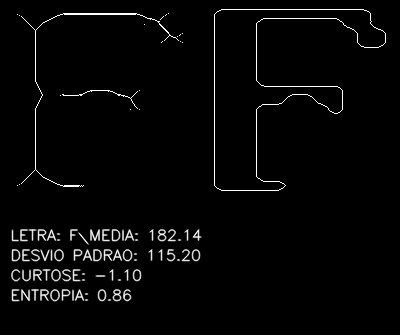 F F
LETRA: F\MEDIA: 182.14
DESVIO PADRAO: 115.20
CURTOSE: -1.10
ENTROPIA: 0.86